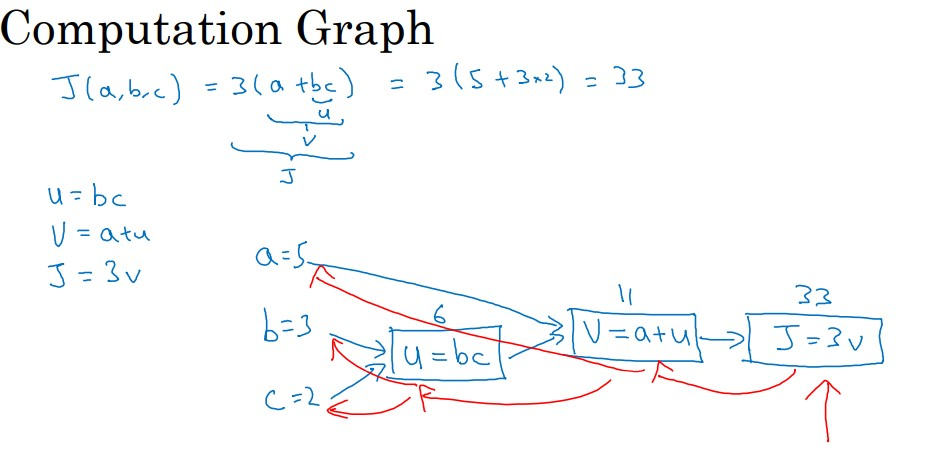 Computation Graph
J(a,b,c) = 3(a+bc) = 3(5+3×2) = 33
u
V
J
u = bc
V = a+u
J = 3v
a=5
11
33
b=3
6
V=a+u
J=3v
u=bc
c=2